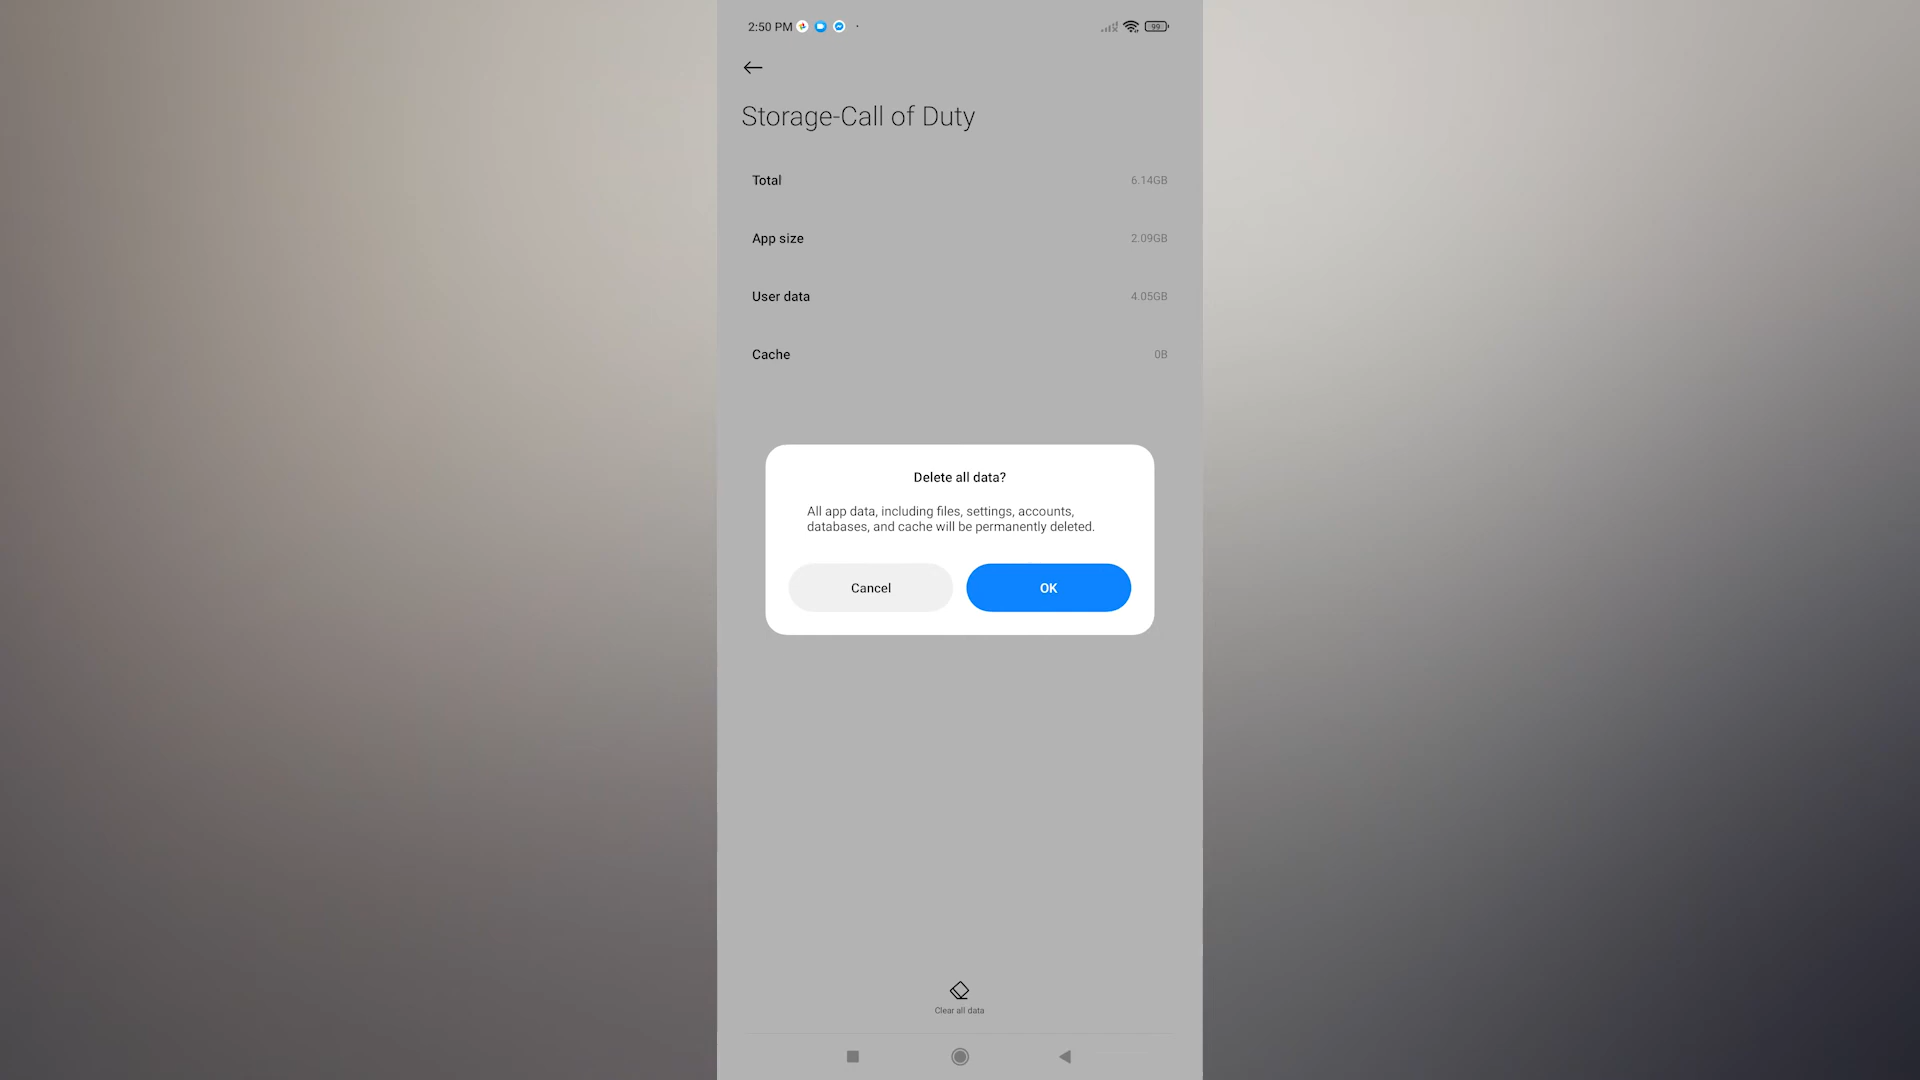 2:50 PM
99
Storage-Call of Duty
Total 6.14GB
App size 2.09GB
User data 4.05GB
Cache 0B
Delete all data?
All app data, including files, settings, accounts,
databases, and cache will be permanently deleted.
Cancel OK
Clear all data